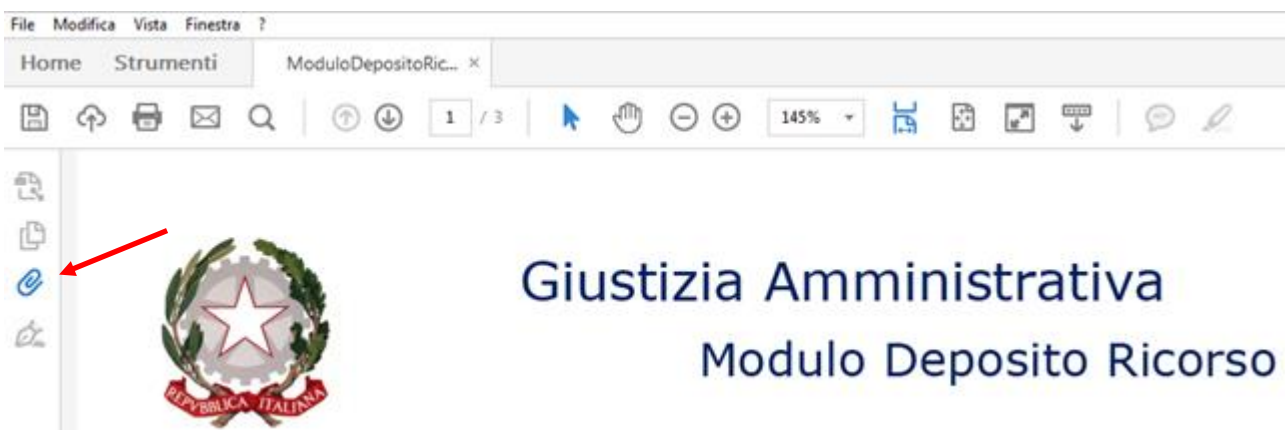 File Modifica Vista Finestra ?
Home Strumenti ModuloDepositoRic... ×
1 / 3 145%
Giustizia Amministrativa
Modulo Deposito Ricorso
REPVBBLICA ITALIANA